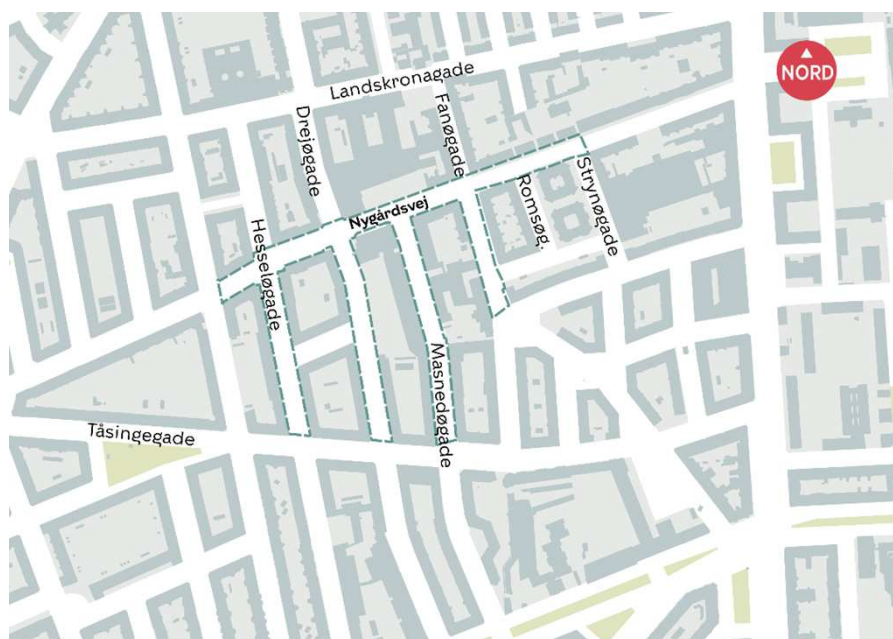 NORD
Landskronagade
Drejøgade
Fanøgade
Nygårdsvej
Romsøg.
Strynøgade
Hesseløgade
Masnedøgade
Tåsingegade